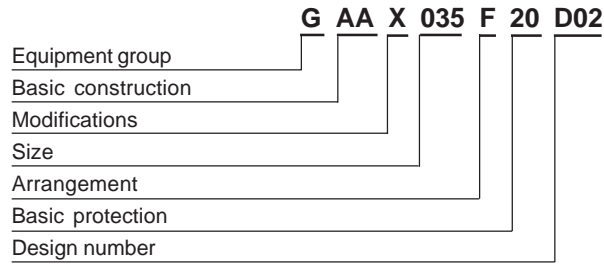 G AA X 035 F 20 D02
Equipment group
Basic construction
Modifications
Size
Arrangement
Basic protection
Design number